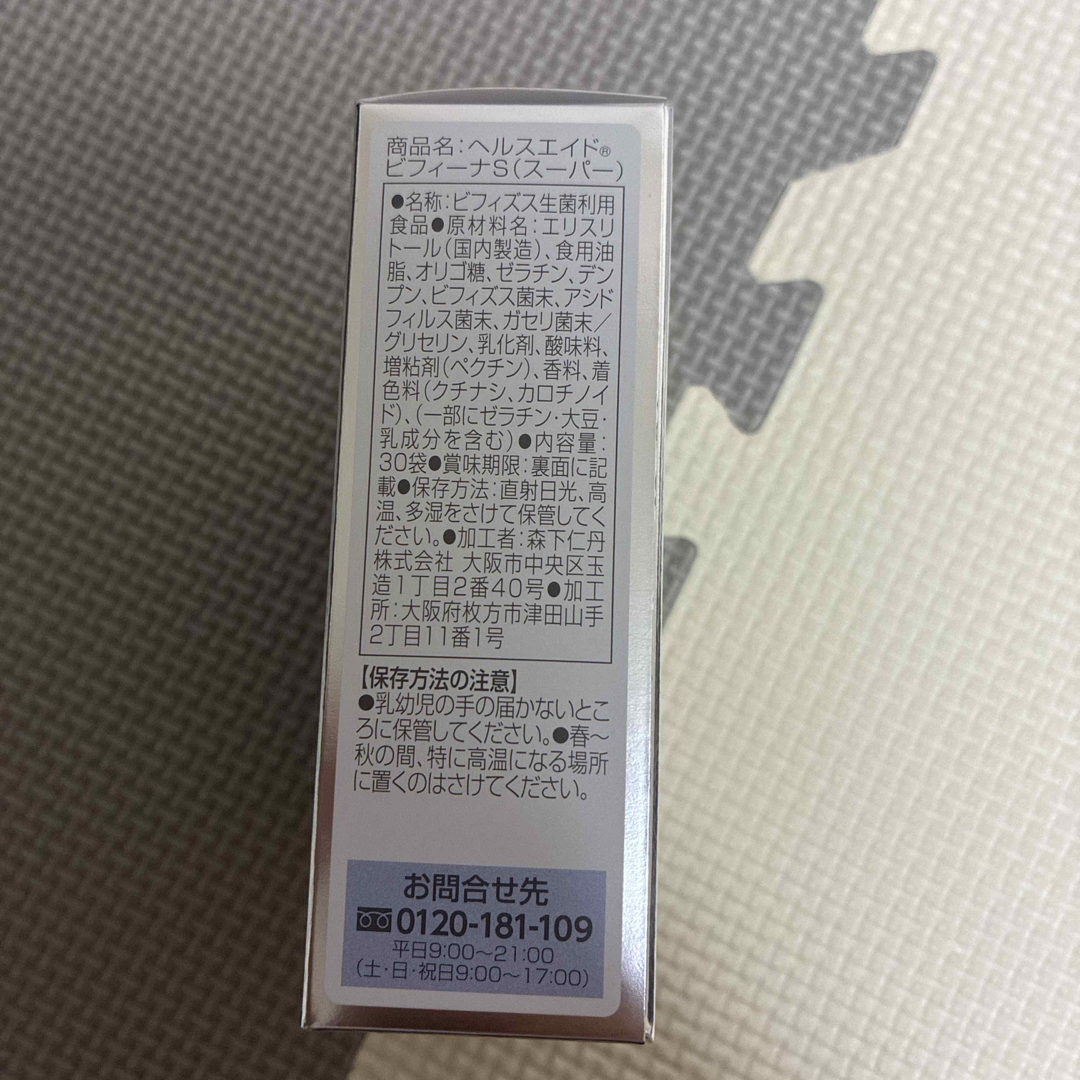 商品名:ヘルスエイド®
ビフィーナS(スーパー)
●名称:ビフィズス生菌利用
食品●原材料名:エリスリ
トール(国内製造)、食用油
脂、オリゴ糖、ゼラチン、デン
プン、ビフィズス菌末、アシド
フィルス菌末、ガセリ菌末/
グリセリン、乳化剤、酸味料、
増粘剤(ペクチン)、香料、着
色料(クチナシ、カロチノイ
ド)、(一部にゼラチン・大豆・
乳成分を含む)●内容量:
30袋●賞味期限:裏面に記
載●保存方法:直射日光、高
温、多湿をさけて保管してく
ださい。●加工者:森下仁丹
株式会社 大阪市中央区玉
造1丁目2番40号●加工
所:大阪府枚方市津田山手
2丁目11番1号
【保存方法の注意】
●乳幼児の手の届かないとこ
ろに保管してください。●春〜
秋の間、特に高温になる場所
に置くのはさけてください。
お問合せ先
0120-181-109
平日9:00〜21:00
(土・日・祝日9:00〜17:00)